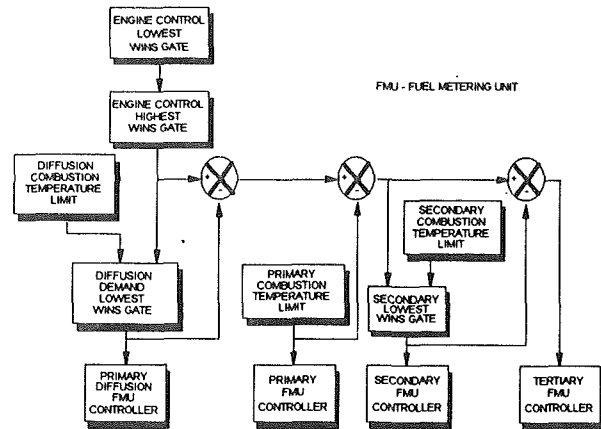 ENGINE CONTROL
LOWEST
WINS GATE
FMU - FUEL METERING UNIT
ENGINE CONTROL
HIGHEST
WINS GATE
DIFFUSION
COMBUSTION
TEMPERATURE
LIMIT
+
-
+
-
+
-
SECONDARY
COMBUSTION
TEMPERATURE
LIMIT
DIFFUSION
DEMAND
LOWEST
WINS GATE
PRIMARY
COMBUSTION
TEMPERATURE
LIMIT
SECONDARY
LOWEST
WINS GATE
PRIMARY
DIFFUSION
FMU
CONTROLLER
PRIMARY
FMU
CONTROLLER
SECONDARY
FMU
CONTROLLER
TERTIARY
FMU
CONTROLLER